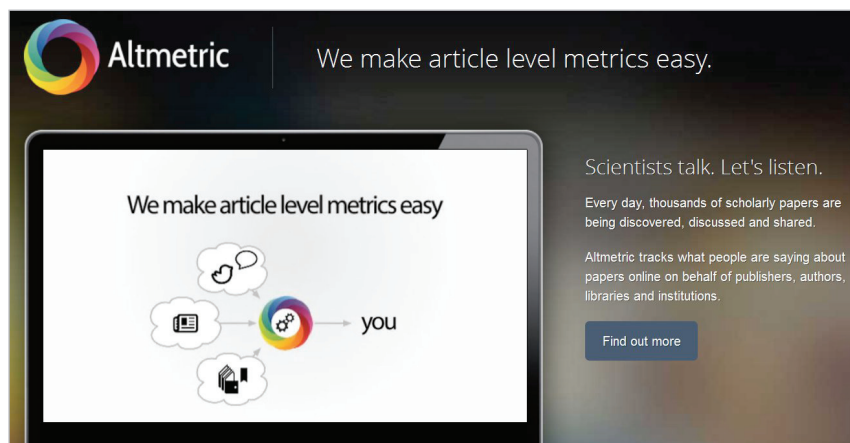 Altmetric
We make article level metrics easy.
We make article level metrics easy
you
Scientists talk. Let's listen.
Every day, thousands of scholarly papers are
being discovered, discussed and shared.
Altmetric tracks what people are saying about
papers online on behalf of publishers, authors,
libraries and institutions.
Find out more